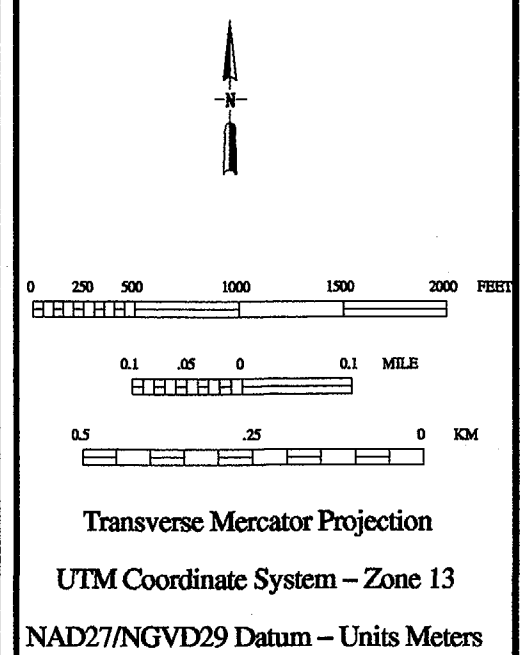 -N-
0 250 500 1000 1500 2000 FEET
0.1 .05 0 0.1 MILE
0.5 .25 0 KM
Transverse Mercator Projection
UTM Coordinate System – Zone 13
NAD27/NGVD29 Datum – Units Meters